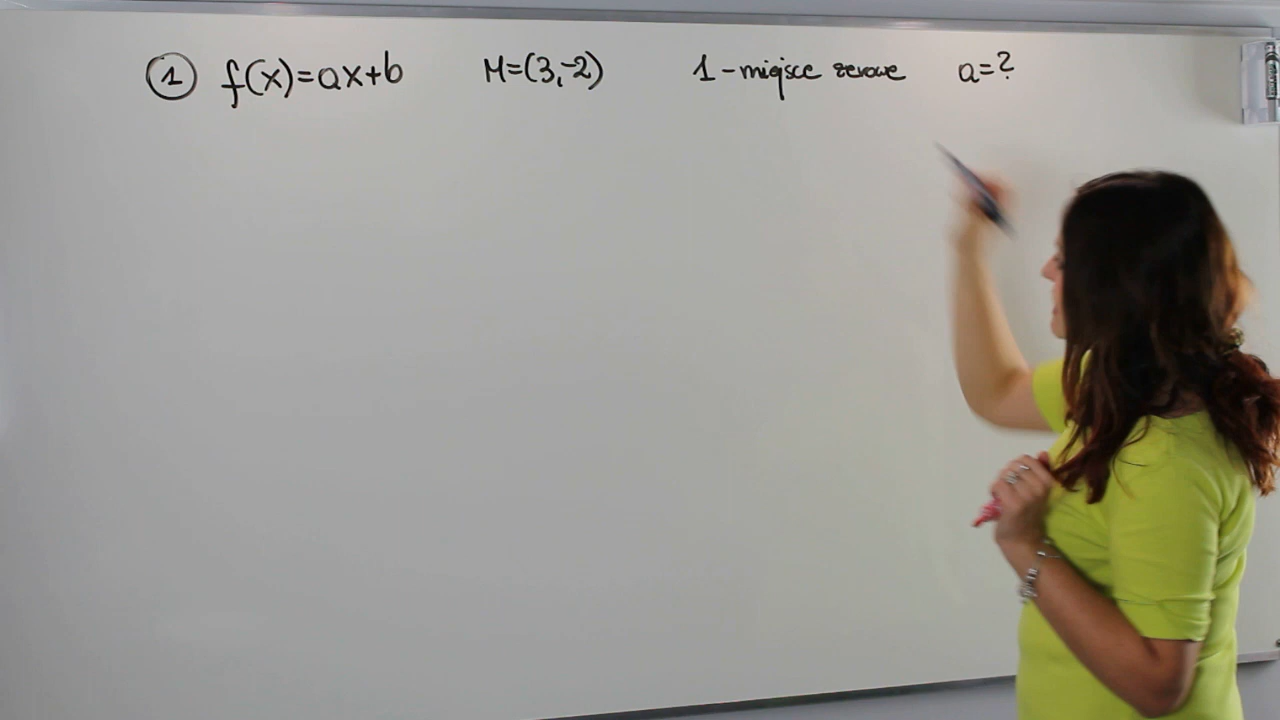 1 f(x)=ax+b M=(3,-2) 1-miejsce zerowe a=?